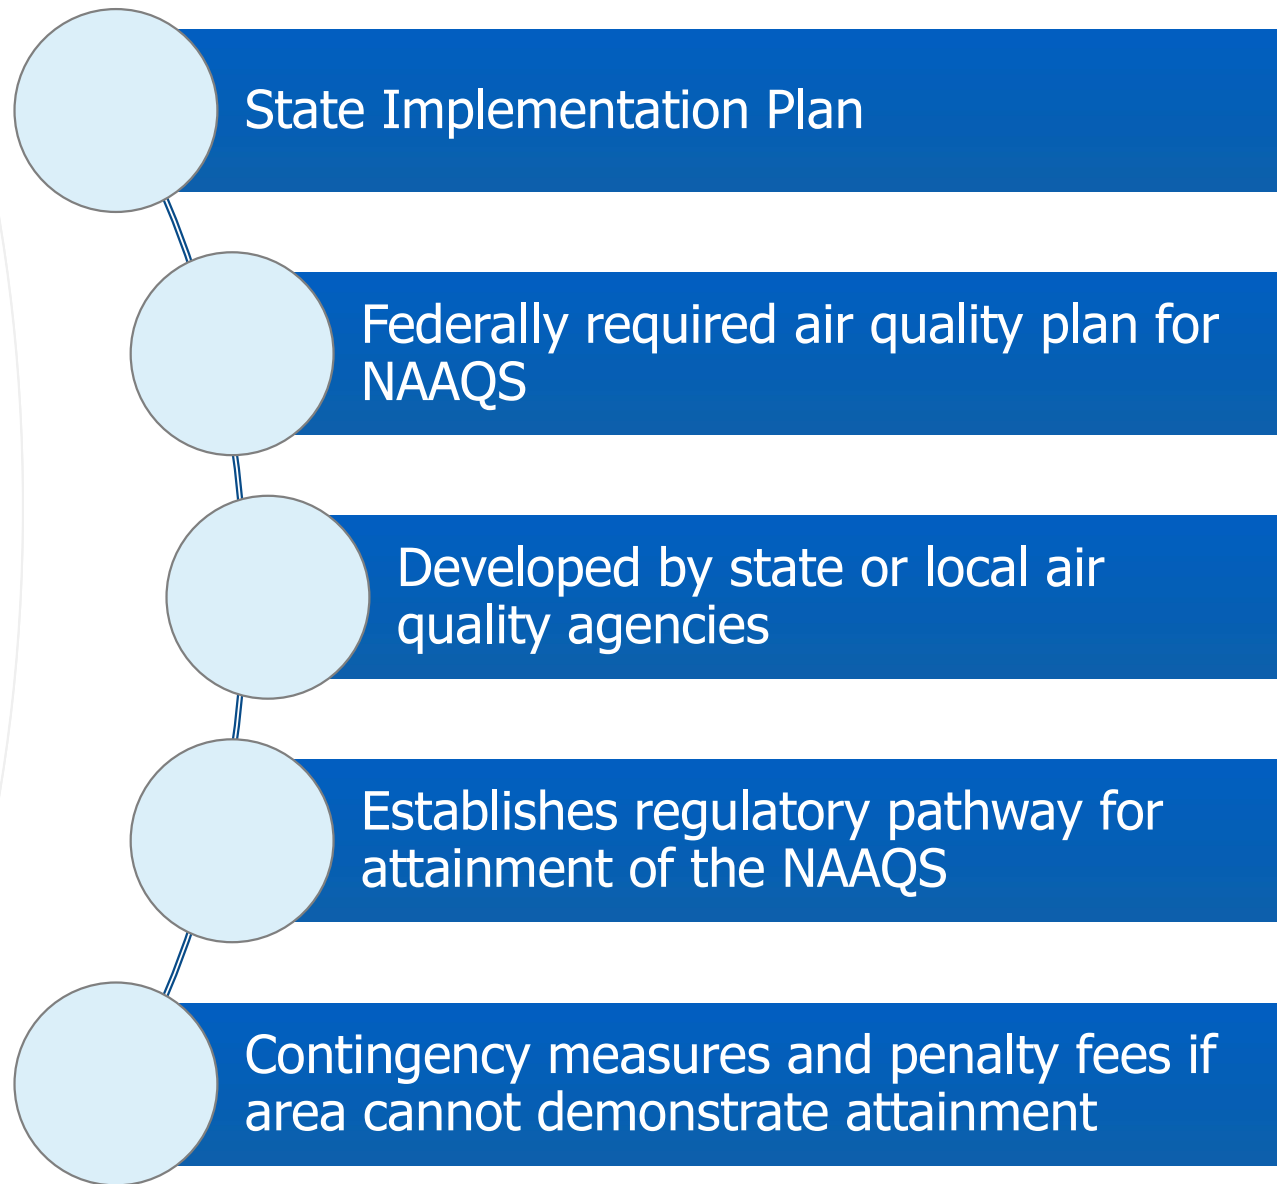 State Implementation Plan
Federally required air quality plan for
NAAQS
Developed by state or local air
quality agencies
Establishes regulatory pathway for
attainment of the NAAQS
Contingency measures and penalty fees if
area cannot demonstrate attainment